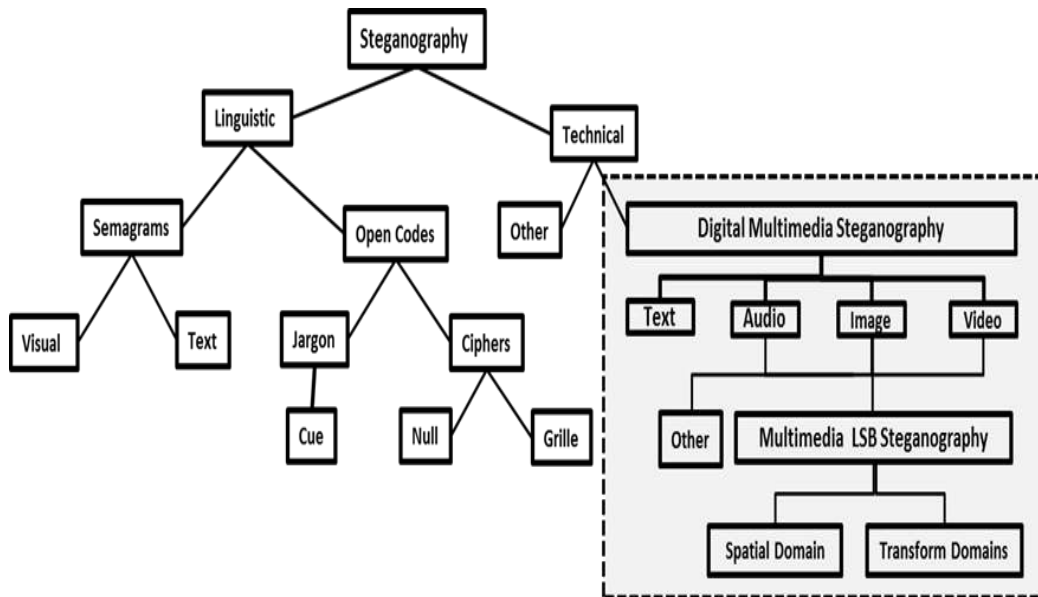 Steganography
Linguistic
Technical
Semagrams
Open Codes
Other
Digital Multimedia Steganography
Visual
Text
Jargon
Ciphers
Text
Audio
Image
Video
Cue
Null
Grille
Other
Multimedia LSB Steganography
Spatial Domain
Transform Domains